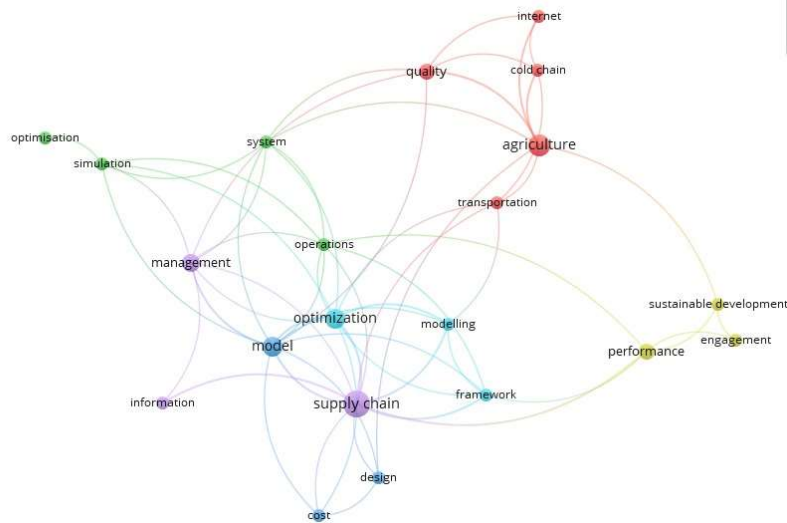 internet
quality
cold chain
optimisation
system
agriculture
simulation
transportation
operations
management
sustainable development
optimization
modelling
engagement
model
performance
framework
information
supply chain
design
cost